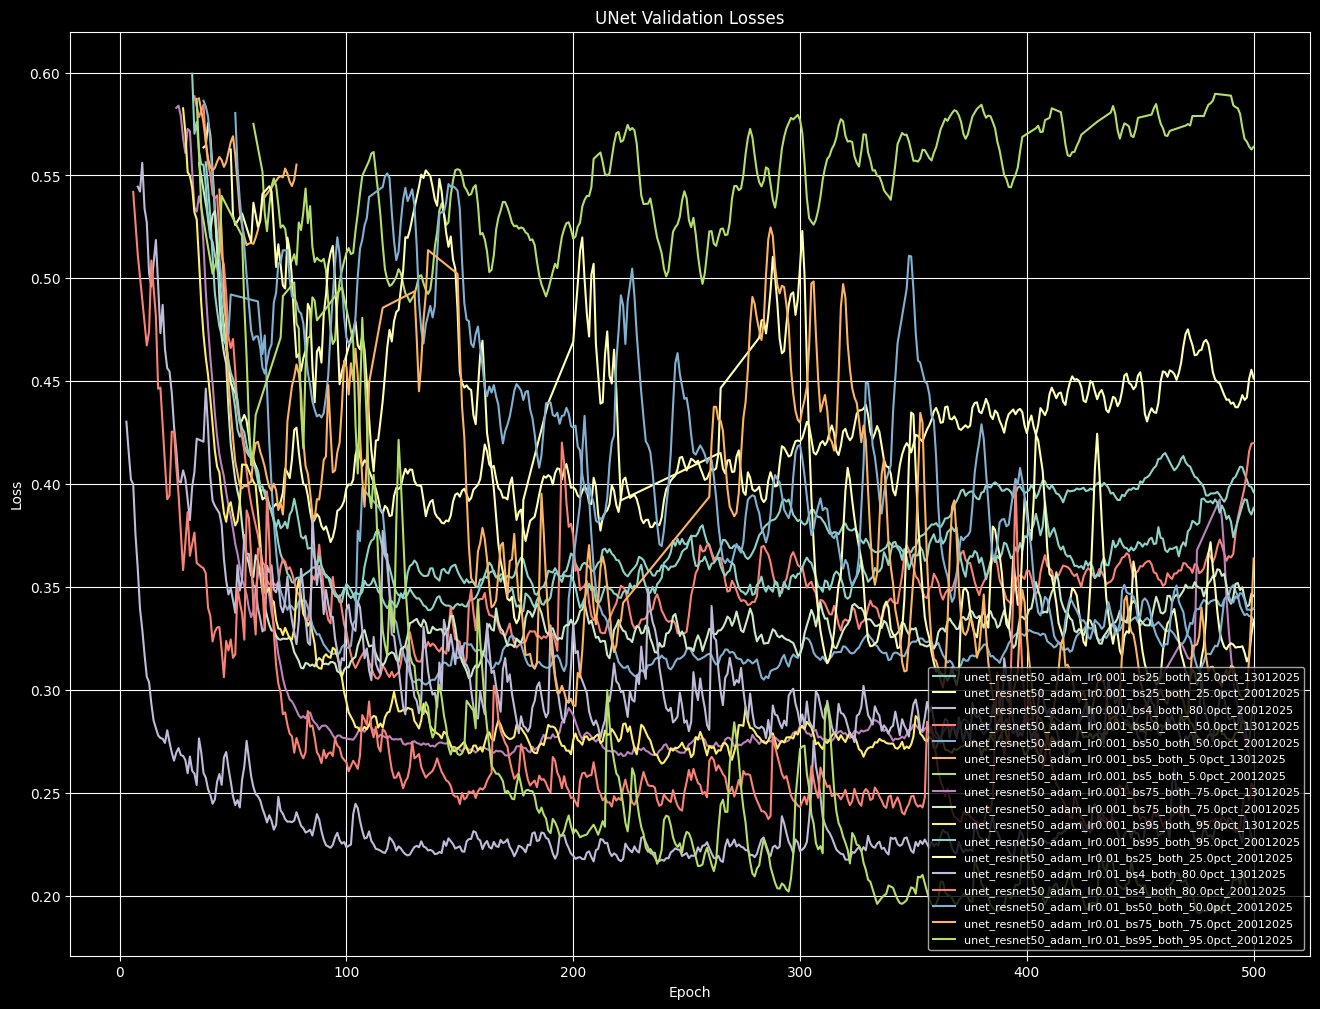 UNet Validation Losses
0.60
0.55
0.50
0.45
0.40
0.35
0.30
0.25
0.20
Loss
0
100
200
300
400
500
Epoch
unet_resnet50_adam_lr0.001_bs25_both_25.0pct_13012025
unet_resnet50_adam_lr0.001_bs25_both_25.0pct_20012025
unet_resnet50_adam_lr0.001_bs4_both_80.0pct_20012025
unet_resnet50_adam_lr0.001_bs50_both_50.0pct_13012025
unet_resnet50_adam_lr0.001_bs50_both_50.0pct_20012025
unet_resnet50_adam_lr0.001_bs5_both_5.0pct_13012025
unet_resnet50_adam_lr0.001_bs5_both_5.0pct_20012025
unet_resnet50_adam_lr0.001_bs75_both_75.0pct_13012025
unet_resnet50_adam_lr0.001_bs75_both_75.0pct_20012025
unet_resnet50_adam_lr0.001_bs95_both_95.0pct_13012025
unet_resnet50_adam_lr0.001_bs95_both_95.0pct_20012025
unet_resnet50_adam_lr0.01_bs25_both_25.0pct_20012025
unet_resnet50_adam_lr0.01_bs4_both_80.0pct_13012025
unet_resnet50_adam_lr0.01_bs4_both_80.0pct_20012025
unet_resnet50_adam_lr0.01_bs50_both_50.0pct_20012025
unet_resnet50_adam_lr0.01_bs75_both_75.0pct_20012025
unet_resnet50_adam_lr0.01_bs95_both_95.0pct_20012025